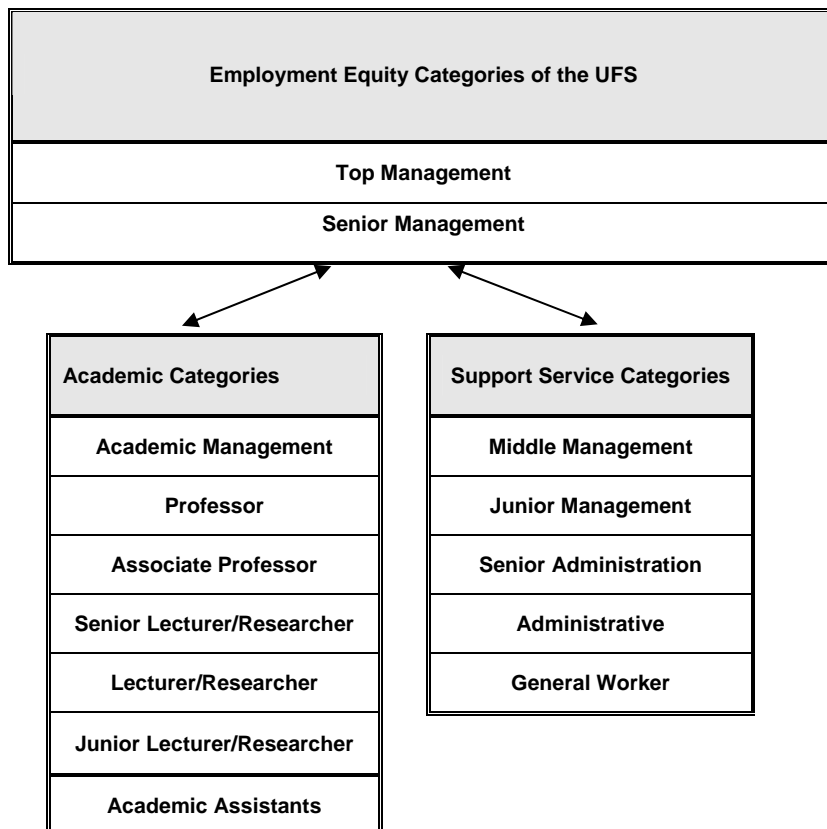 Employment Equity Categories of the UFS
Top Management
Senior Management
Academic Categories
Academic Management
Professor
Associate Professor
Senior Lecturer/Researcher
Lecturer/Researcher
Junior Lecturer/Researcher
Academic Assistants
Support Service Categories
Middle Management
Junior Management
Senior Administration
Administrative
General Worker